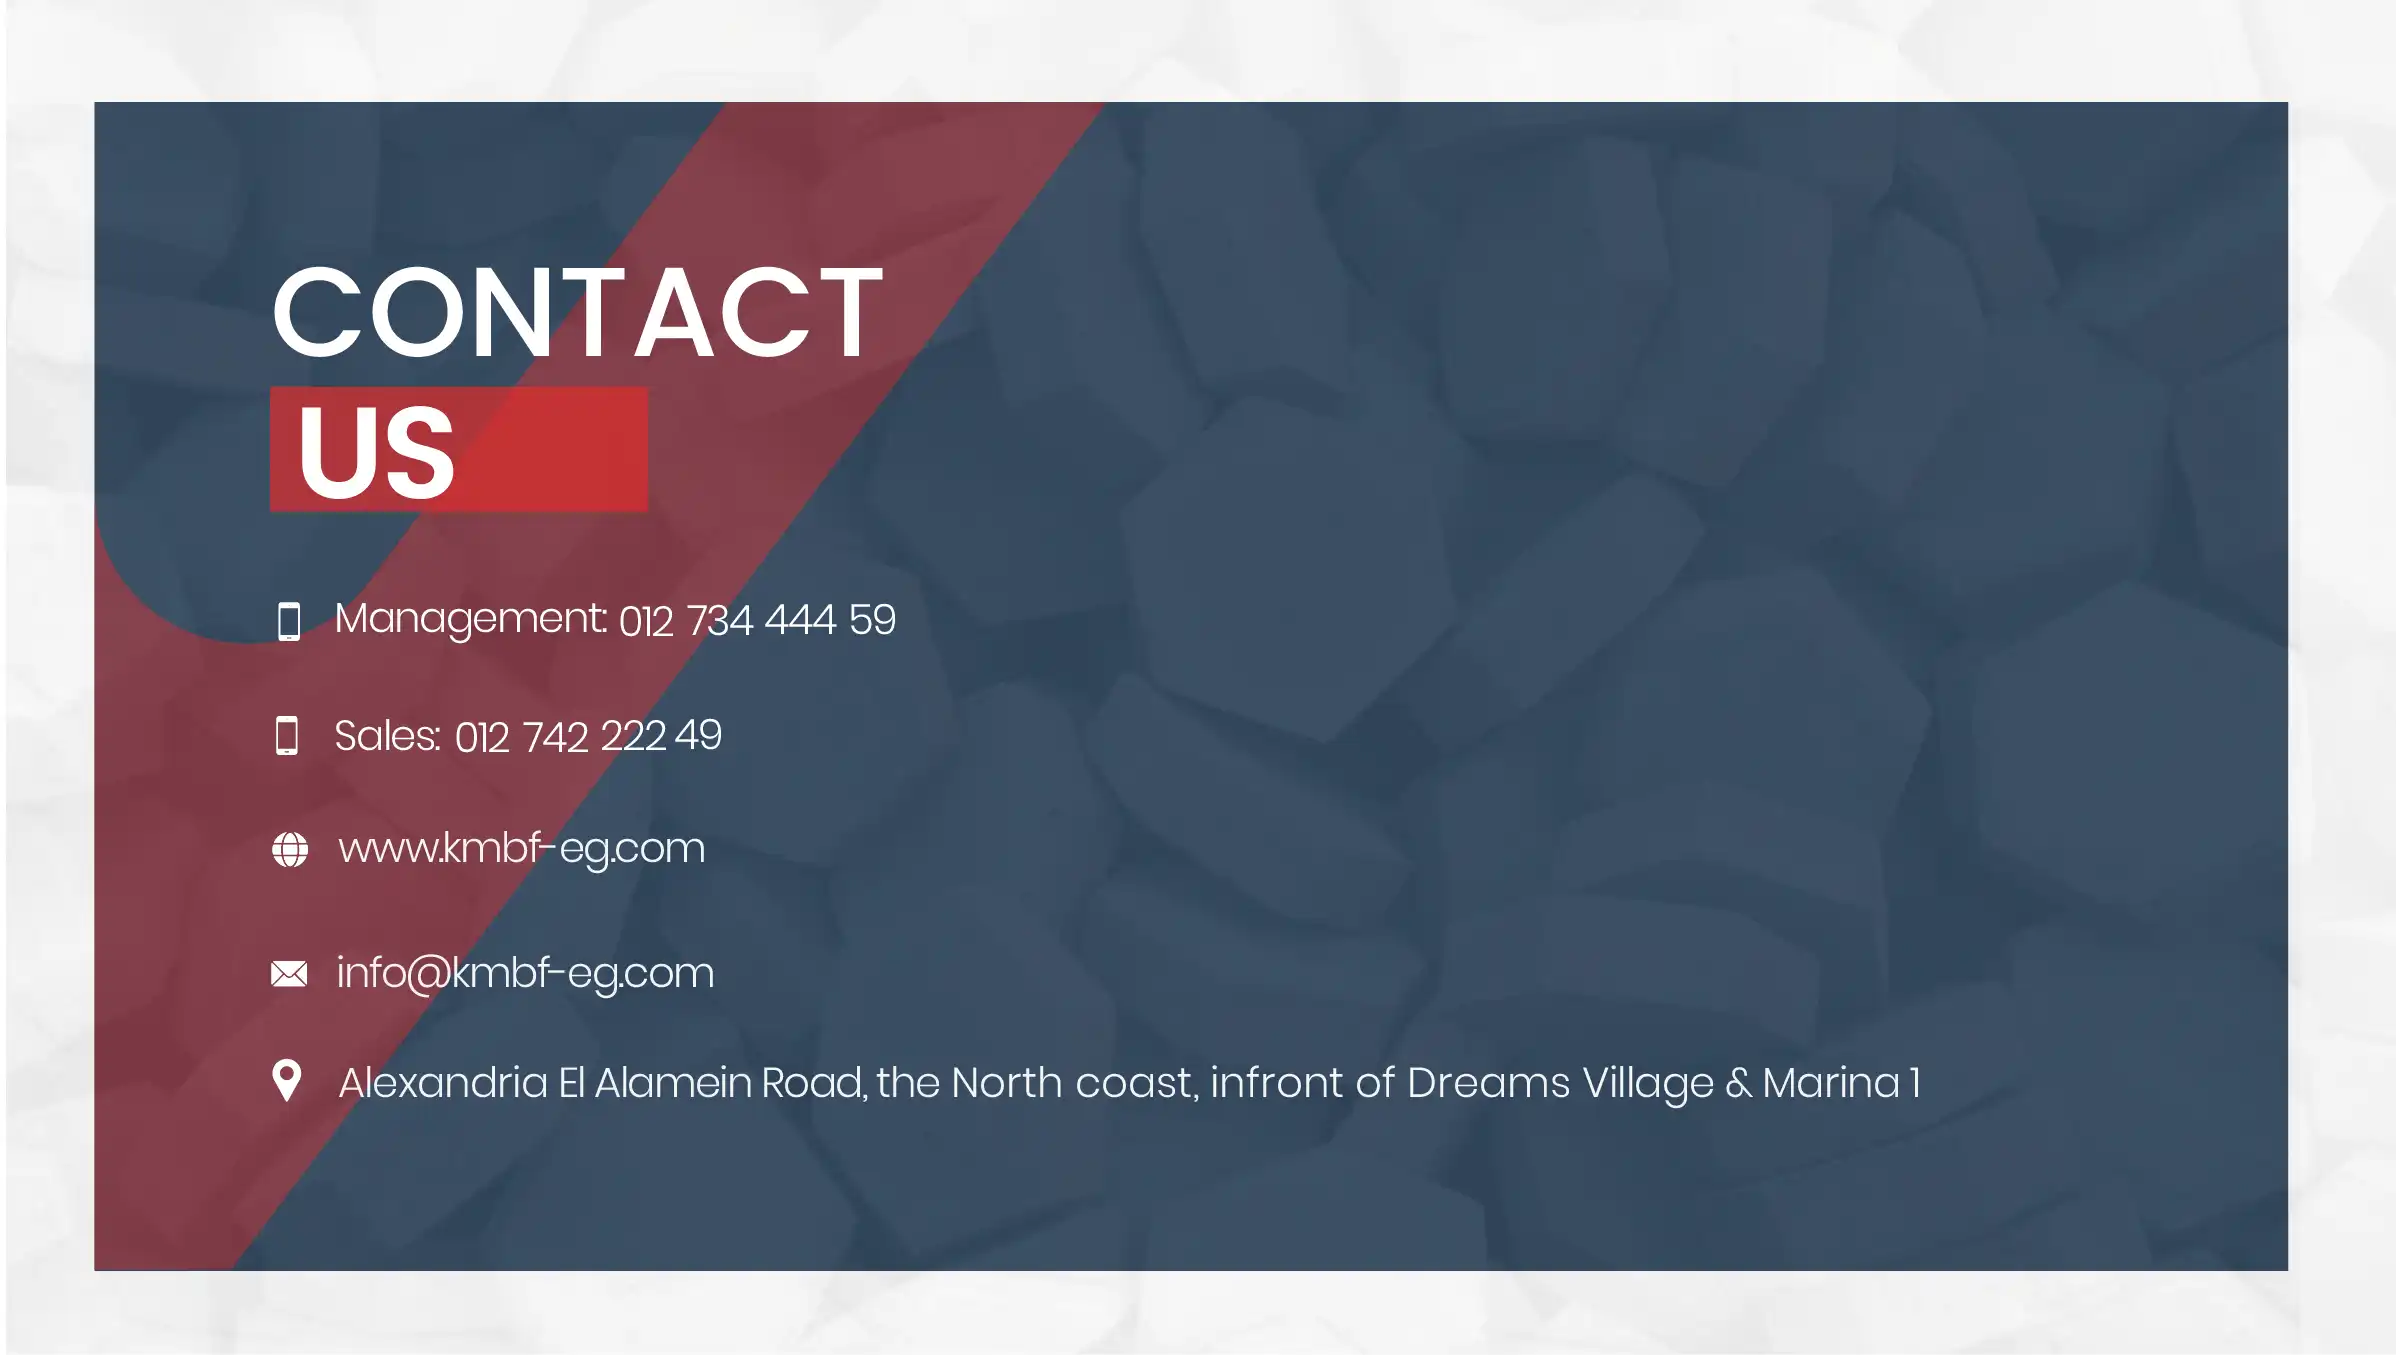 CONTACT
US
Management: 012 734 444 59
Sales: 012 742 222 49
www.kmbf-eg.com
info@kmbf-eg.com
Alexandria El Alamein Road, the North coast, infront of Dreams Village & Marina 1